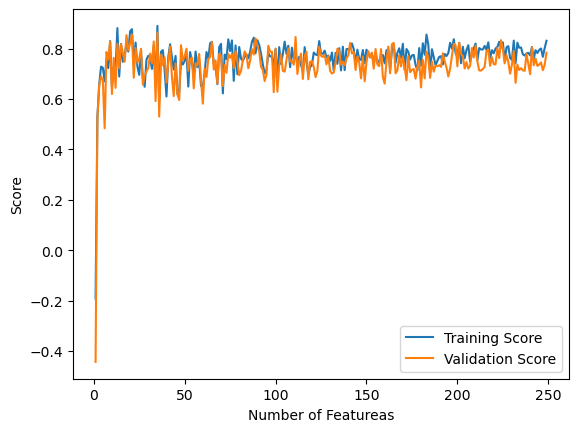 0.8
0.6
0.4
0.2
0.0
−0.2
−0.4
Score
0 50 100 150 200 250
Number of Featureas
Training Score
Validation Score